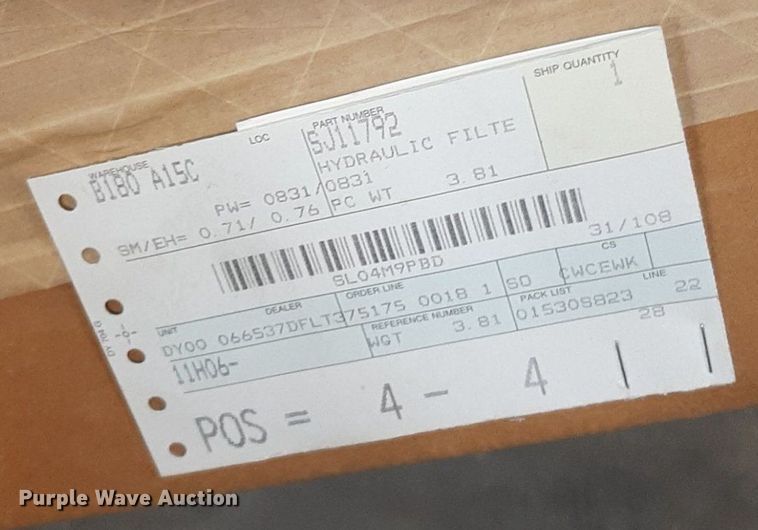 WAREHOUSE LOC PART NUMBER SHIP QUANTITY
B1B0 A15C SJ11792 1
HYDRAULIC FILTE
PW= 0831/0831
SM/EH= 0.71/ 0.76 PC WT 3.81
31/108
SL04M9PBD
CS
UNIT DEALER ORDER LINE SO CWCEWK
DY00 066537DFLT375175 0018 1 PACK LIST LINE
11H06- REFERENCE NUMBER 015309823 22
WGT 3.81 28
POS = 4 - 4
Purple Wave Auction